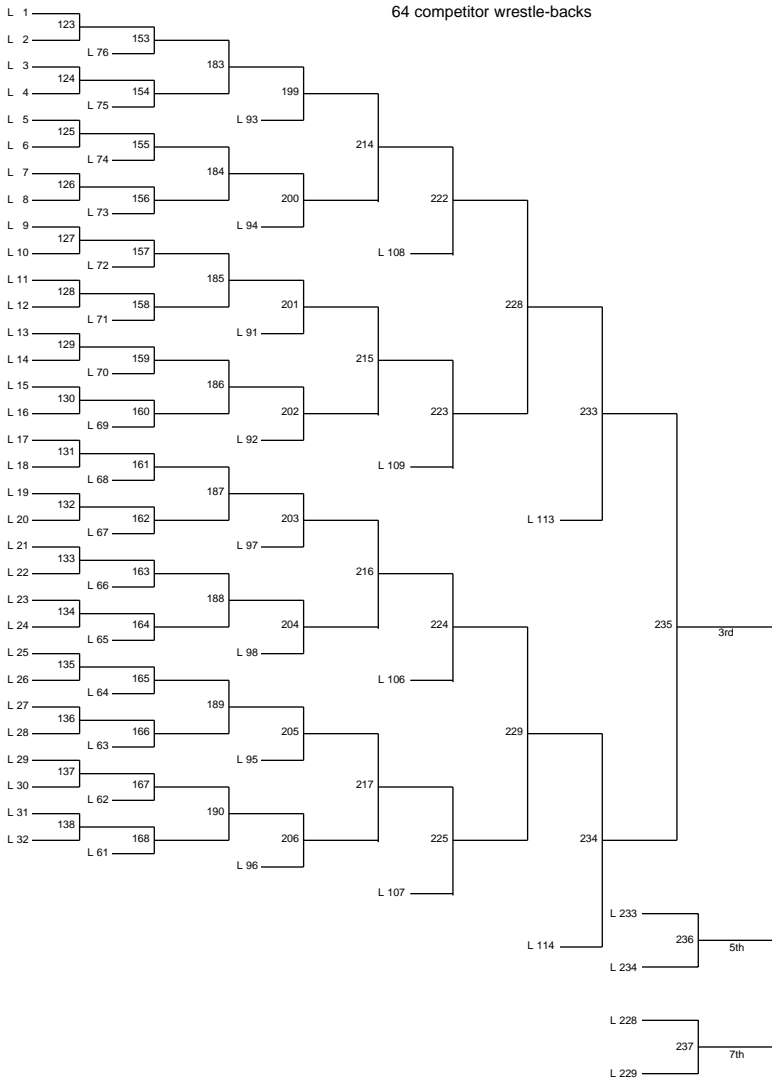 64 competitor wrestle-backs
L 1
123
153
L 2
L 76
183
L 3
124
154
199
L 4
L 75
L 93
L 5
125
155
214
L 6
L 74
184
L 7
126
156
200
222
L 8
L 73
L 9
L 94
127
157
L 10
L 108
L 72
185
L 11
128
158
201
228
L 12
L 71
L 13
L 91
129
159
215
L 14
L 70
186
L 15
130
160
202
223
233
L 16
L 69
L 17
L 92
131
161
L 18
L 109
L 68
187
L 19
132
162
203
L 113
L 20
L 67
L 21
L 97
133
163
216
L 22
L 66
188
L 23
134
164
204
224
235
L 24
3rd
L 65
L 25
L 98
135
165
L 26
L 106
L 64
189
L 27
136
166
205
229
L 28
L 63
L 29
L 95
137
167
217
L 30
L 62
190
L 31
138
168
206
225
234
L 32
L 61
L 96
L 107
L 233
236
L 114
5th
L 234
L 228
237
7th
L 229